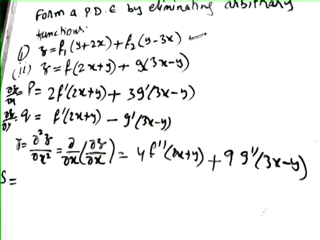 Form a P.D.E by eliminating arbitrary
functions.
(i) z = f₁(y+2x) + f₂(y-3x)
(ii) z = f(2x+y) + g(3x-y)
∂z/∂x = P = 2f'(2x+y) + 3g'(3x-y)
∂z/∂y = q = f'(2x+y) - g'(3x-y)
r = ∂²z/∂x² = ∂/∂x(∂z/∂x) = 4f''(2x+y) + 9g''(3x-y)
S =